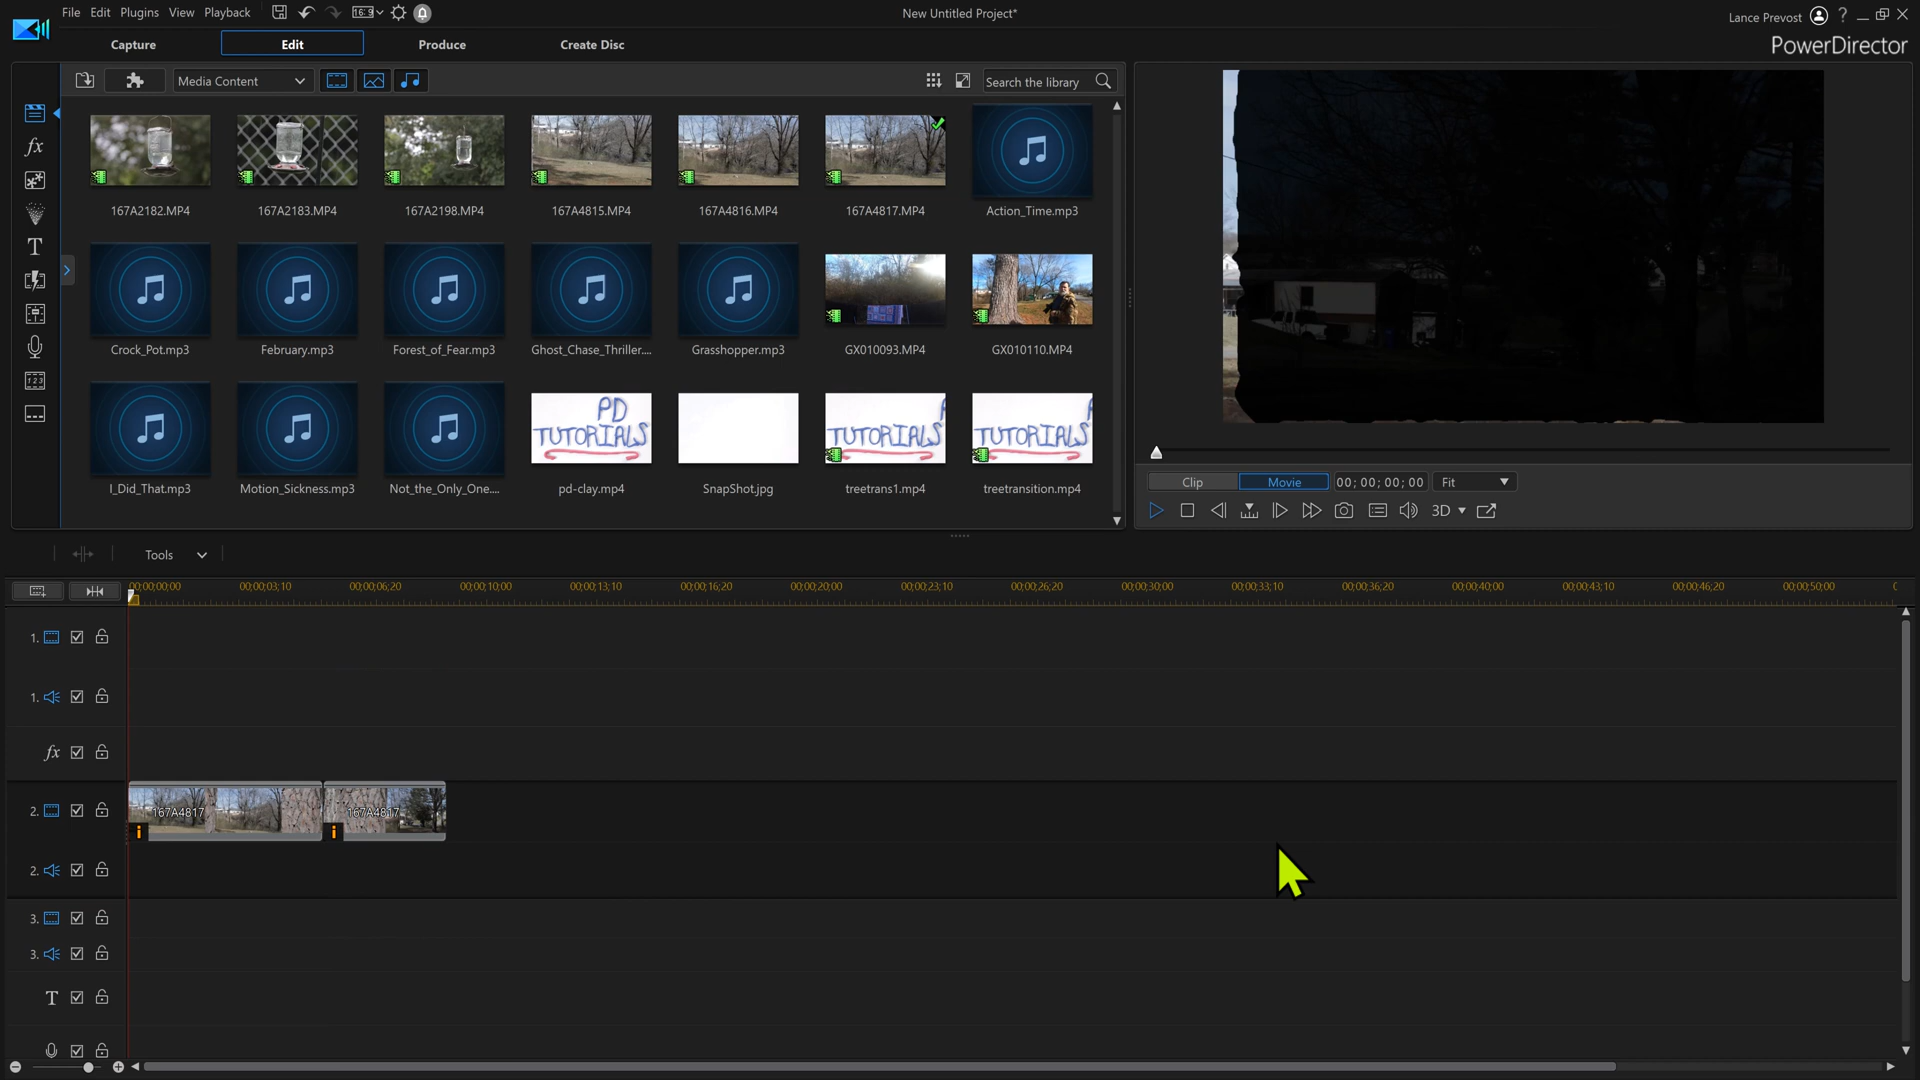 File Edit Plugins View Playback 16:9 New Untitled Project* Lance Prevost ?
Capture Edit Produce Create Disc PowerDirector
Media Content Search the library
167A2182.MP4 167A2183.MP4 167A2198.MP4 167A4815.MP4 167A4816.MP4 167A4817.MP4 Action_Time.mp3
Crock_Pot.mp3 February.mp3 Forest_of_Fear.mp3 Ghost_Chase_Thriller.... Grasshopper.mp3 GX010093.MP4 GX010110.MP4
PD
TUTORIALS TUTORIALS TUTORIALS
I_Did_That.mp3 Motion_Sickness.mp3 Not_the_Only_One.... pd-clay.mp4 SnapShot.jpg treetrans1.mp4 treetransition.mp4
fx
T
1 2 3
Clip Movie 00; 00; 00; 00 Fit
3D
Tools
00;00;00;00 00;00;03;10 00;00;06;20 00;00;10;00 00;00;13;10 00;00;16;20 00;00;20;00 00;00;23;10 00;00;26;20 00;00;30;00 00;00;33;10 00;00;36;20 00;00;40;00 00;00;43;10 00;00;46;20 00;00;50;00
1.
1.
fx
2. 167A4817 167A4817
i i
2.
3.
3.
T